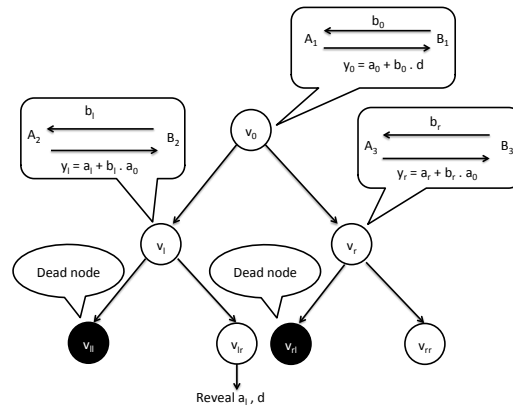 b₀
A₁ B₁
y₀ = a₀ + b₀ . d
bₗ
A₂ B₂
yₗ = aₗ + bₗ . a₀
v₀
bᵣ
A₃ B₃
yᵣ = aᵣ + bᵣ . a₀
vₗ
vᵣ
Dead node
Dead node
vₗₗ
vₗᵣ
vᵣₗ
vᵣᵣ
Reveal aₗ , d